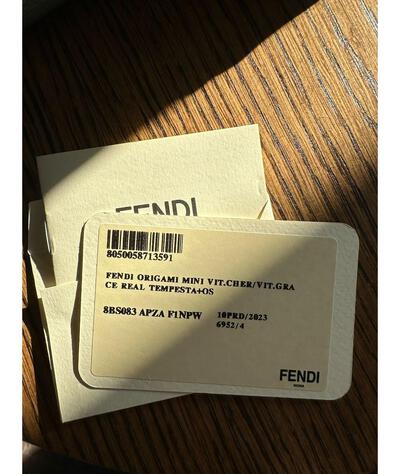 FENDI
8050058713591
FENDI ORIGAMI MINI VIT.CHER/VIT.GRA
CE REAL TEMPESTA+OS
8BS083 APZA F1NPW 10PRD/2023
6952/4
FENDI
ROMA